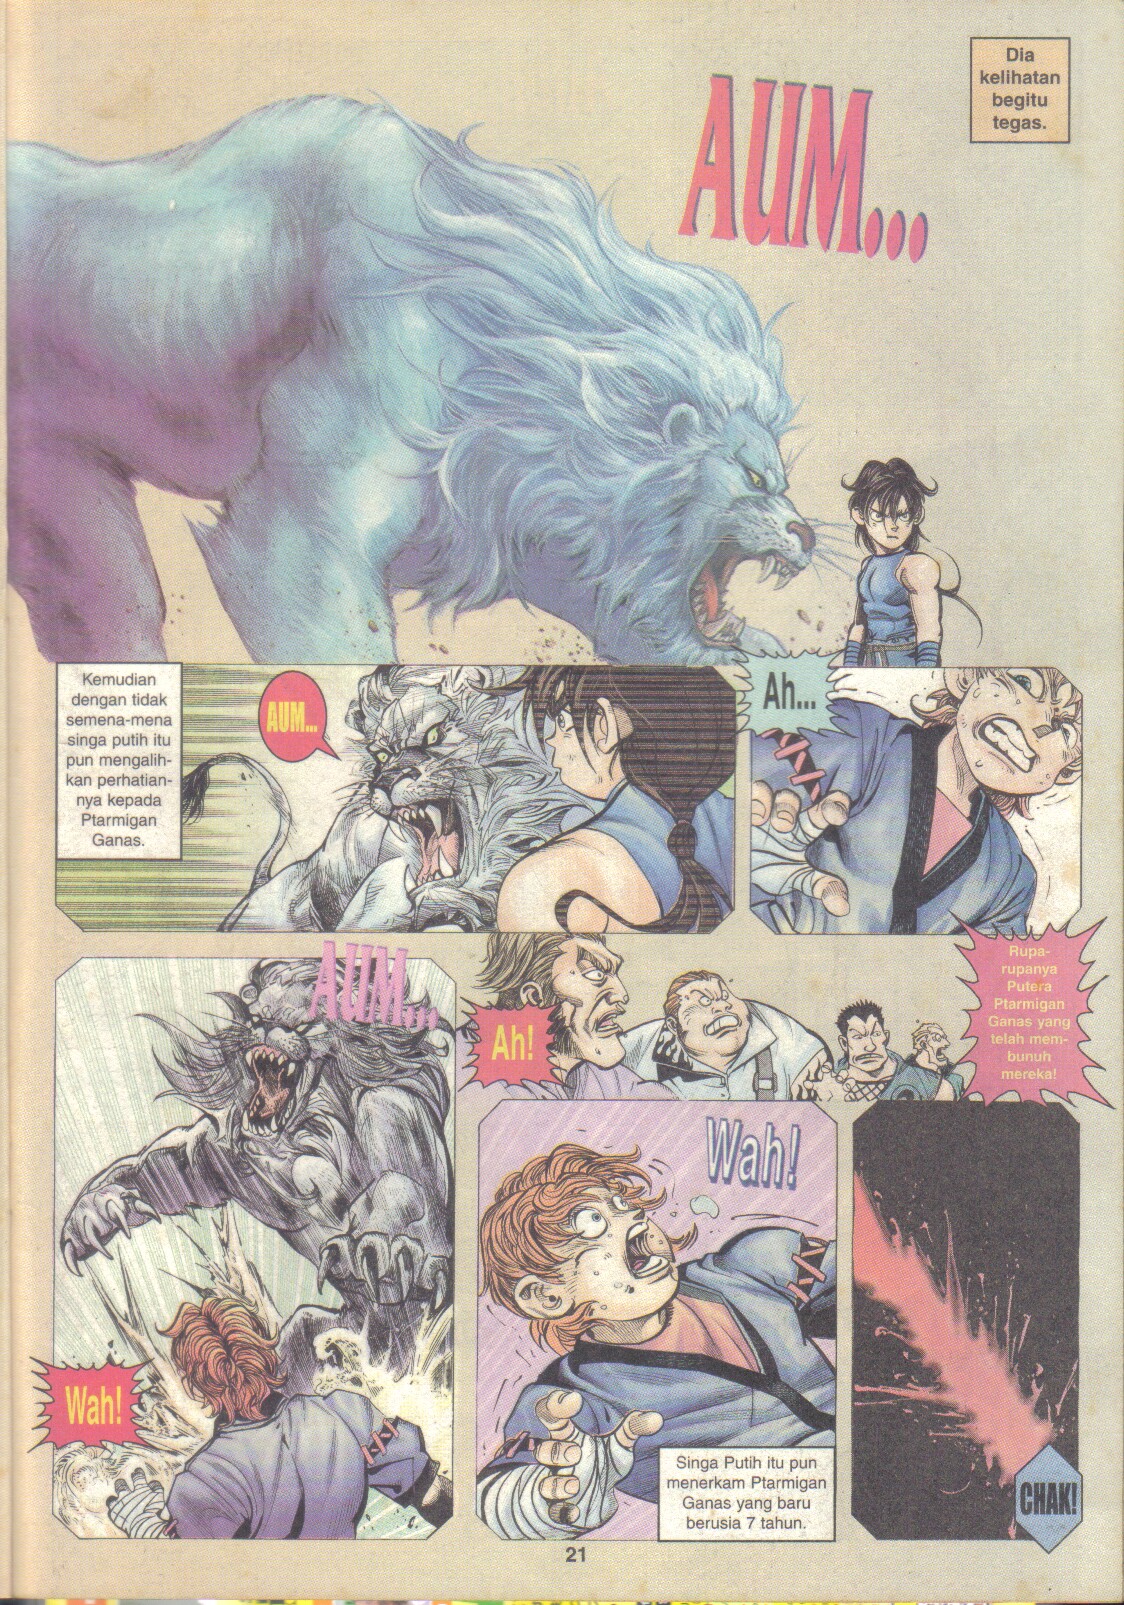 Dia
kelihatan
begitu
tegas.
AUM...
Kemudian
dengan tidak
semena-mena
singa putih itu
pun mengalih-
kan perhatian-
nya kepada
Ptarmigan
Ganas.
AUM...
Ah...
AUM...
Ah!
Rupa-
rupanya
Putera
Ptarmigan
Ganas yang
telah mem-
bunuh
mereka!
Wah!
Wah!
Singa Putih itu pun
menerkam Ptarmigan
Ganas yang baru
berusia 7 tahun.
CHAK!
21